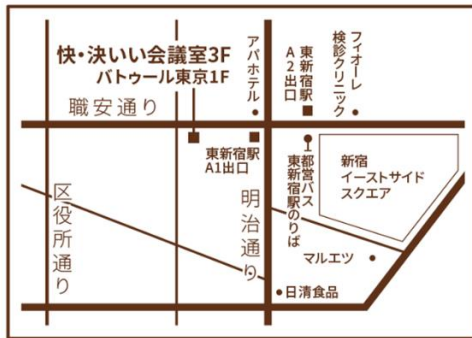 快・決いい会議室3F
バトゥール東京1F
職安通り
アパホテル
東新宿駅
A2出口
フィオーレ
検診クリニック
東新宿駅
A1出口
都営バス
東新宿駅のりば
新宿
イーストサイド
スクエア
区役所通り
明治通り
マルエツ
日清食品